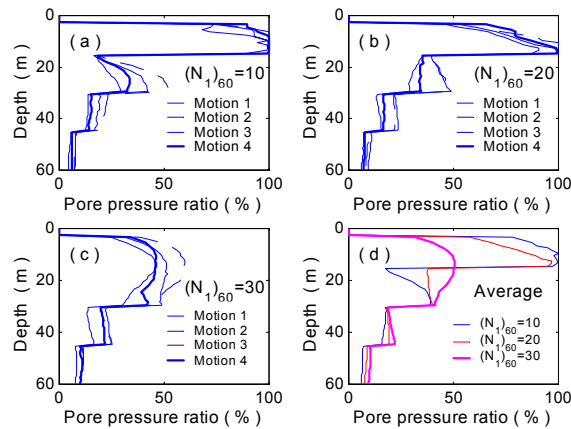 0
20
40
60
Depth ( m )
( a )
(N1)60=10
Motion 1
Motion 2
Motion 3
Motion 4
0 50 100
Pore pressure ratio ( % )
0
20
40
60
Depth ( m )
( b )
(N1)60=20
Motion 1
Motion 2
Motion 3
Motion 4
0 50 100
Pore pressure ratio ( % )
0
20
40
60
Depth ( m )
( c )
(N1)60=30
Motion 1
Motion 2
Motion 3
Motion 4
0 50 100
Pore pressure ratio ( % )
0
20
40
60
Depth ( m )
( d )
Average
(N1)60=10
(N1)60=20
(N1)60=30
0 50 100
Pore pressure ratio ( % )